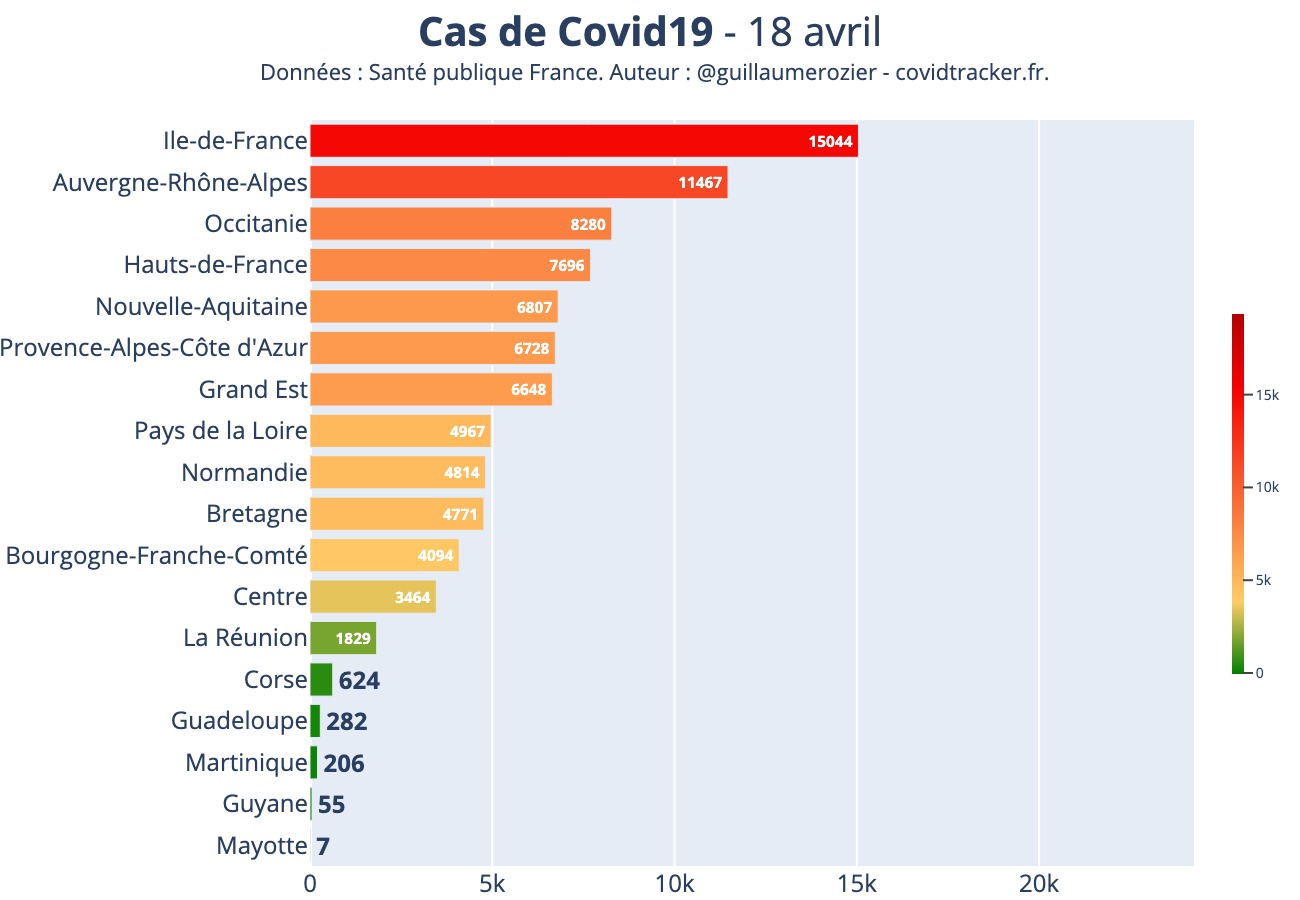 Cas de Covid19 - 18 avril
Données : Santé publique France. Auteur : @guillaumerozier - covidtracker.fr.
Ile-de-France 15044
Auvergne-Rhône-Alpes 11467
Occitanie 8280
Hauts-de-France 7696
Nouvelle-Aquitaine 6807
Provence-Alpes-Côte d'Azur 6728
Grand Est 6648
Pays de la Loire 4967
Normandie 4814
Bretagne 4771
Bourgogne-Franche-Comté 4094
Centre 3464
La Réunion 1829
Corse 624
Guadeloupe 282
Martinique 206
Guyane 55
Mayotte 7
0 5k 10k 15k 20k
15k
10k
5k
0